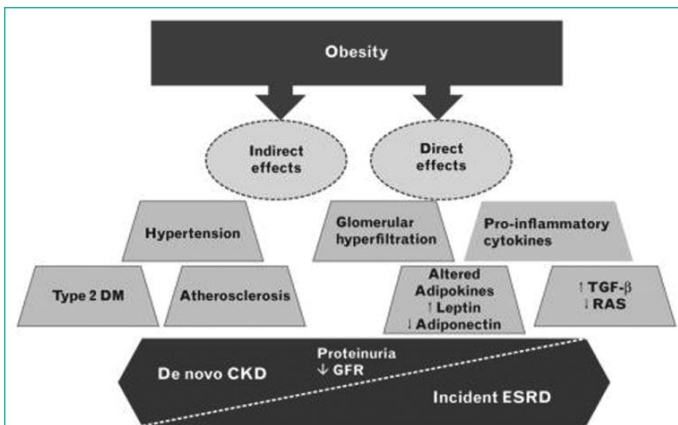 Obesity
Indirect
effects
Direct
effects
Hypertension
Glomerular
hyperfiltration
Pro-inflammatory
cytokines
Type 2 DM
Atherosclerosis
Altered
Adipokines
↑ Leptin
↓ Adiponectin
↑ TGF-β
↓ RAS
De novo CKD
Proteinuria
↓ GFR
Incident ESRD